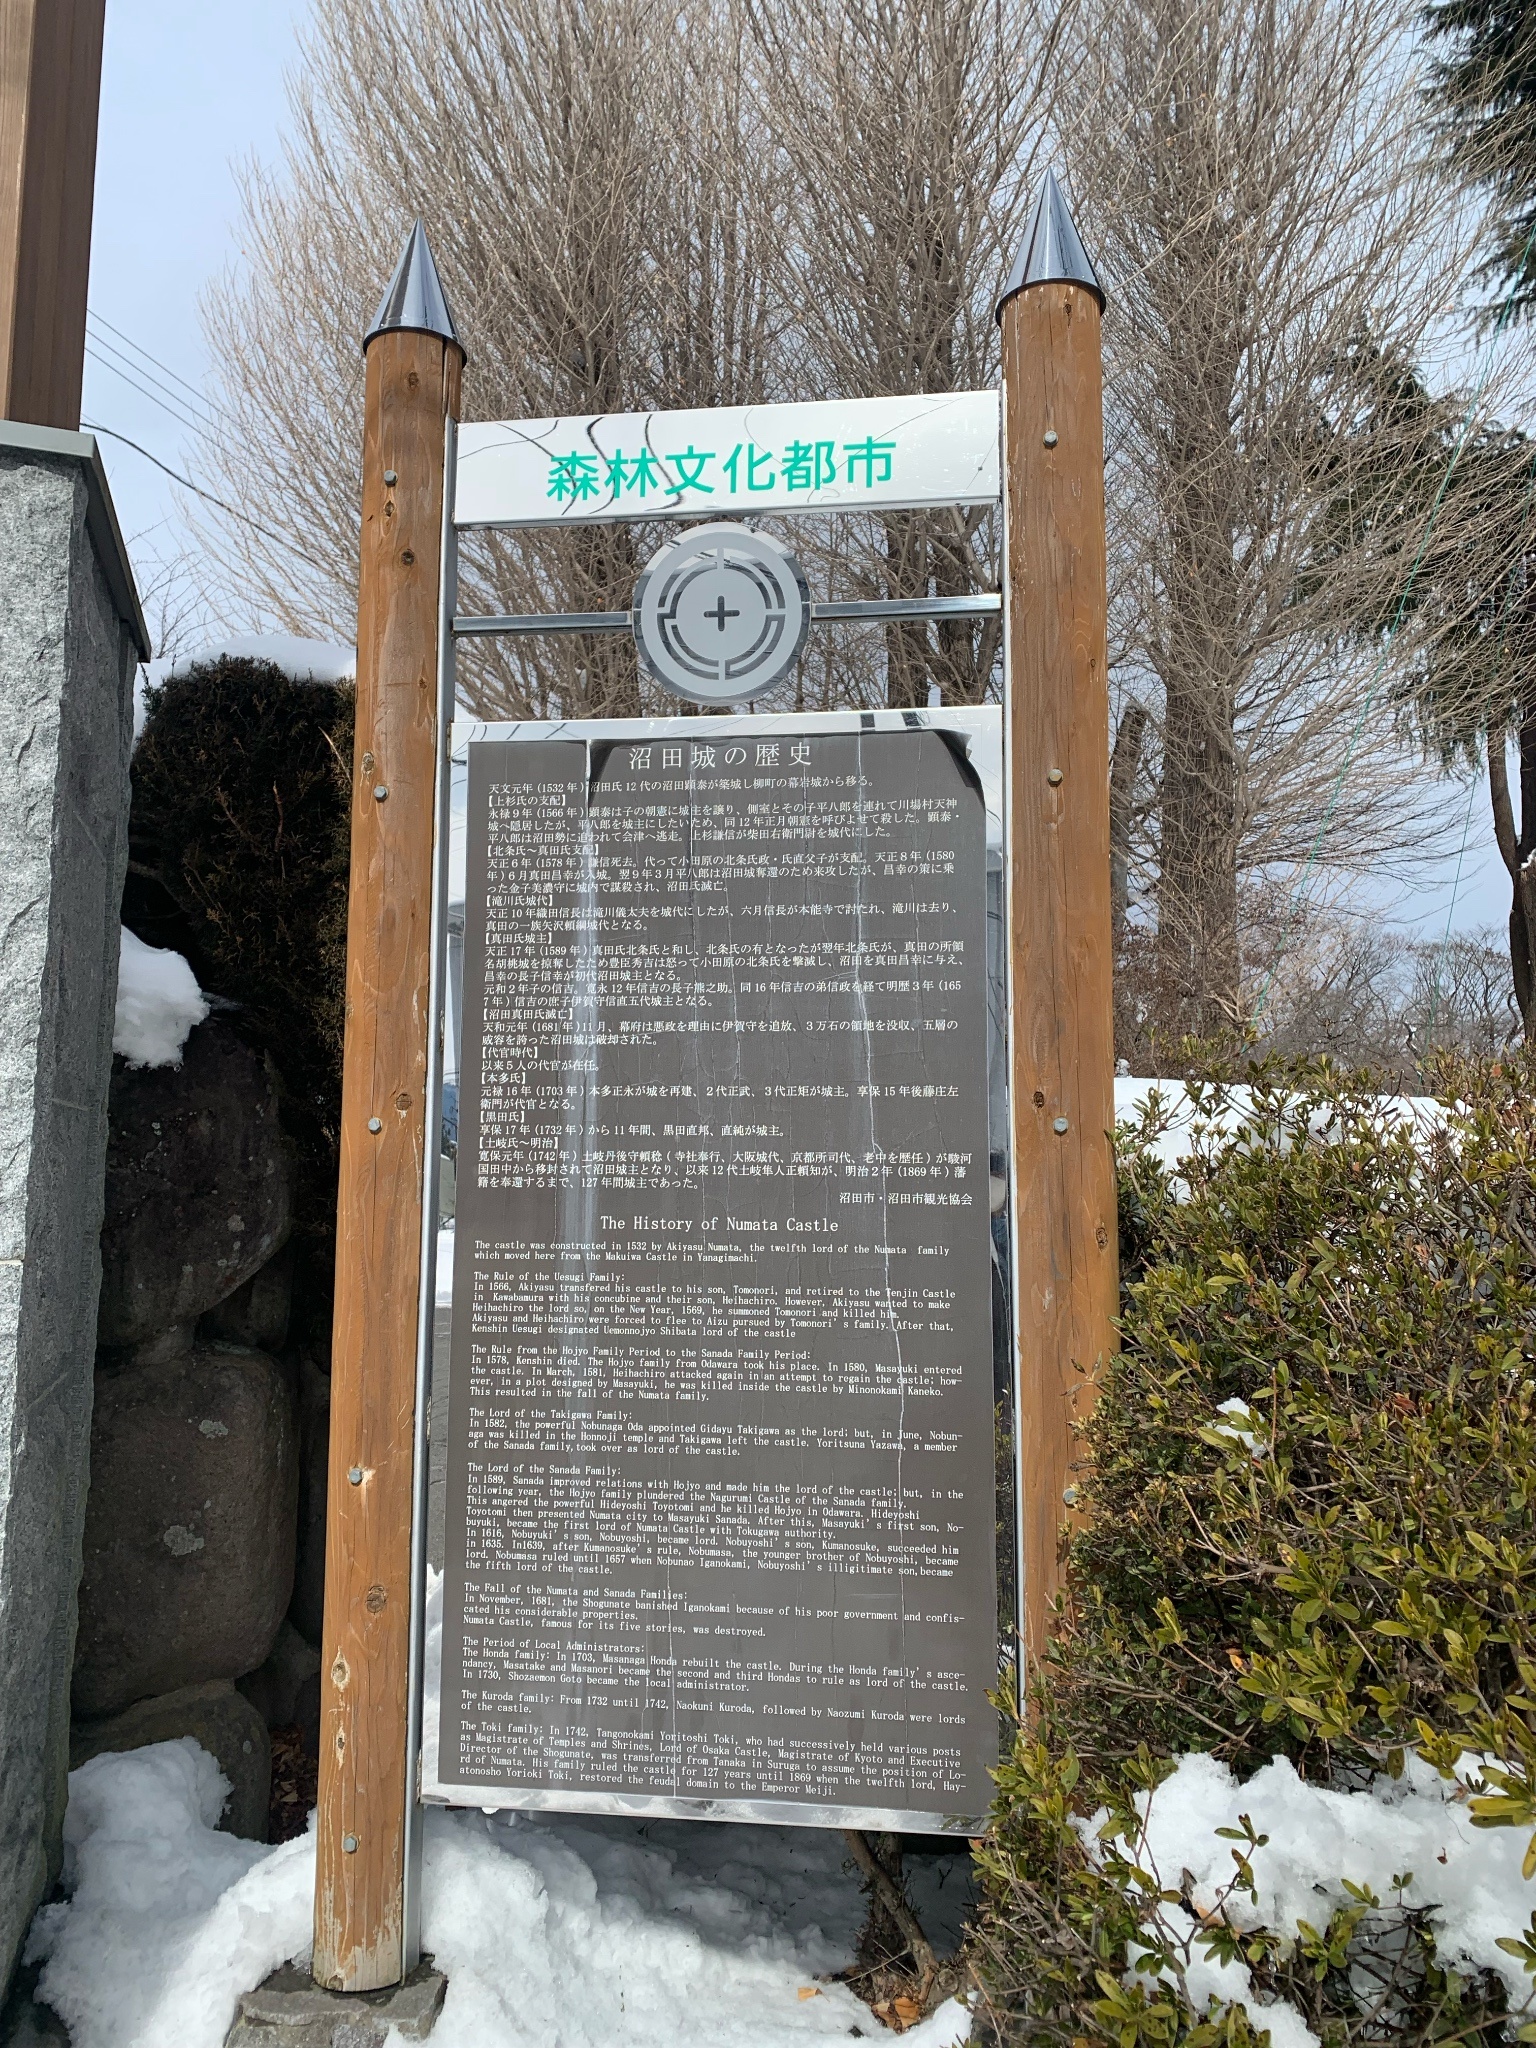 森林文化都市
沼田城の歴史
天文元年(1532年)沼田氏12代の沼田顕泰が築城し柳町の幕岩城から移る。
【上杉氏の支配】
永禄9年(1566年)顕泰は子の朝憲に城主を譲り、側室とその子平八郎を連れて川場村天神
城へ隠居したが、平八郎を城主にしたいため、同12年正月朝憲を呼びよせて殺した。顕泰・
平八郎は沼田勢に追われて会津へ逃走。上杉謙信が柴田右衛門尉を城代にした。
【北条氏〜真田氏支配】
天正6年(1578年)謙信死去。代って小田原の北条氏政・氏直父子が支配。天正8年(1580
年)6月真田昌幸が入城。翌9年3月平八郎は沼田城奪還のため来攻したが、昌幸の策に乗
った金子美濃守に城内で謀殺され、沼田氏滅亡。
【滝川氏城代】
天正10年織田信長は滝川儀太夫を城代にしたが、六月信長が本能寺で討たれ、滝川は去り、
真田の一族矢沢頼綱城代となる。
【真田氏城主】
天正17年(1589年)真田氏北条氏と和し、北条氏の有となったが翌年北条氏が、真田の所領
名胡桃城を掠奪したため豊臣秀吉は怒って小田原の北条氏を撃滅し、沼田を真田昌幸に与え、
昌幸の長子信幸が初代沼田城主となる。
元和2年子の信吉。寛永12年信吉の長子熊之助。同16年信吉の弟信政を経て明歴3年(165
7年)信吉の庶子伊賀守信直五代城主となる。
【沼田真田氏滅亡】
天和元年(1681年)11月、幕府は悪政を理由に伊賀守を追放、3万石の領地を没収、五層の
威容を誇った沼田城は破却された。
【代官時代】
以来5人の代官が在任。
【本多氏】
元禄16年(1703年)本多正永が城を再建、2代正武、3代正矩が城主。享保15年後藤庄左
衛門が代官となる。
【黒田氏】
享保17年(1732年)から11年間、黒田直邦、直純が城主。
【土岐氏〜明治】
寛保元年(1742年)土岐丹後守頼稔(寺社奉行、大阪城代、京都所司代、老中を歴任)が駿河
国田中から移封されて沼田城主となり、以来12代土岐隼人正頼知が、明治2年(1869年)藩
籍を奉還するまで、127年間城主であった。
沼田市・沼田市観光協会
The History of Numata Castle
The castle was constructed in 1532 by Akiyasu Numata, the twelfth lord of the Numata family
which moved here from the Makuiwa Castle in Yanagimachi.
The Rule of the Uesugi Family:
In 1566, Akiyasu transfered his castle to his son, Tomonori, and retired to the Tenjin Castle
in Kawabamura with his concubine and their son, Heihachiro. However, Akiyasu wanted to make
Heihachiro the lord so, on the New Year, 1569, he summoned Tomonori and killed him.
Akiyasu and Heihachiro were forced to flee to Aizu pursued by Tomonori's family. After that,
Kenshin Uesugi designated Uemonnojyo Shibata lord of the castle
The Rule from the Hojyo Family Period to the Sanada Family Period:
In 1578, Kenshin died. The Hojyo family from Odawara took his place. In 1580, Masayuki entered
the castle. In March, 1581, Heihachiro attacked again in an attempt to regain the castle; how-
ever, in a plot designed by Masayuki, he was killed inside the castle by Minonokami Kaneko.
This resulted in the fall of the Numata family.
The Lord of the Takigawa Family:
In 1582, the powerful Nobunaga Oda appointed Gidayu Takigawa as the lord; but, in June, Nobun-
aga was killed in the Honnoji temple and Takigawa left the castle. Yoritsuna Yazawa, a member
of the Sanada family, took over as lord of the castle.
The Lord of the Sanada Family:
In 1589, Sanada improved relations with Hojyo and made him the lord of the castle; but, in the
following year, the Hojyo family plundered the Nagurumi Castle of the Sanada family.
This angered the powerful Hideyoshi Toyotomi and he killed Hojyo in Odawara. Hideyoshi
Toyotomi then presented Numata city to Masayuki Sanada. After this, Masayuki's first son, No-
buyuki, became the first lord of Numata Castle with Tokugawa authority.
In 1616, Nobuyuki's son, Nobuyoshi, became lord. Nobuyoshi's son, Kumanosuke, succeeded him
in 1635. In1639, after Kumanosuke's rule, Nobumasa, the younger brother of Nobuyoshi, became
lord. Nobumasa ruled until 1657 when Nobunao Iganokami, Nobuyoshi's illigitimate son, became
the fifth lord of the castle.
The Fall of the Numata and Sanada Families:
In November, 1681, the Shogunate banished Iganokami because of his poor government and confis-
cated his considerable properties.
Numata Castle, famous for its five stories, was destroyed.
The Period of Local Administrators:
The Honda family: In 1703, Masanaga Honda rebuilt the castle. During the Honda family's asce-
ndancy, Masatake and Masanori became the second and third Hondas to rule as lord of the castle.
In 1730, Shozaemon Goto became the local administrator.
The Kuroda family: From 1732 until 1742, Naokuni Kuroda, followed by Naozumi Kuroda were lords
of the castle.
The Toki family: In 1742, Tangonokami Yoritoshi Toki, who had successively held various posts
as Magistrate of Temples and Shrines, Lord of Osaka Castle, Magistrate of Kyoto and Executive
Director of the Shogunate, was transferred from Tanaka in Suruga to assume the position of Lo-
rd of Numata. His family ruled the castle for 127 years until 1869 when the twelfth lord, Hay-
atonosho Yorioki Toki, restored the feudal domain to the Emperor Meiji.